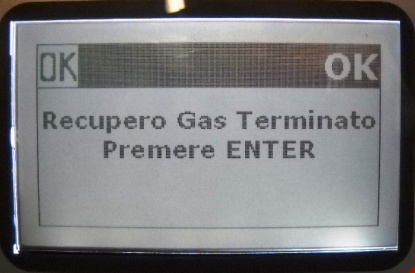 OK OK
Recupero Gas Terminato
Premere ENTER